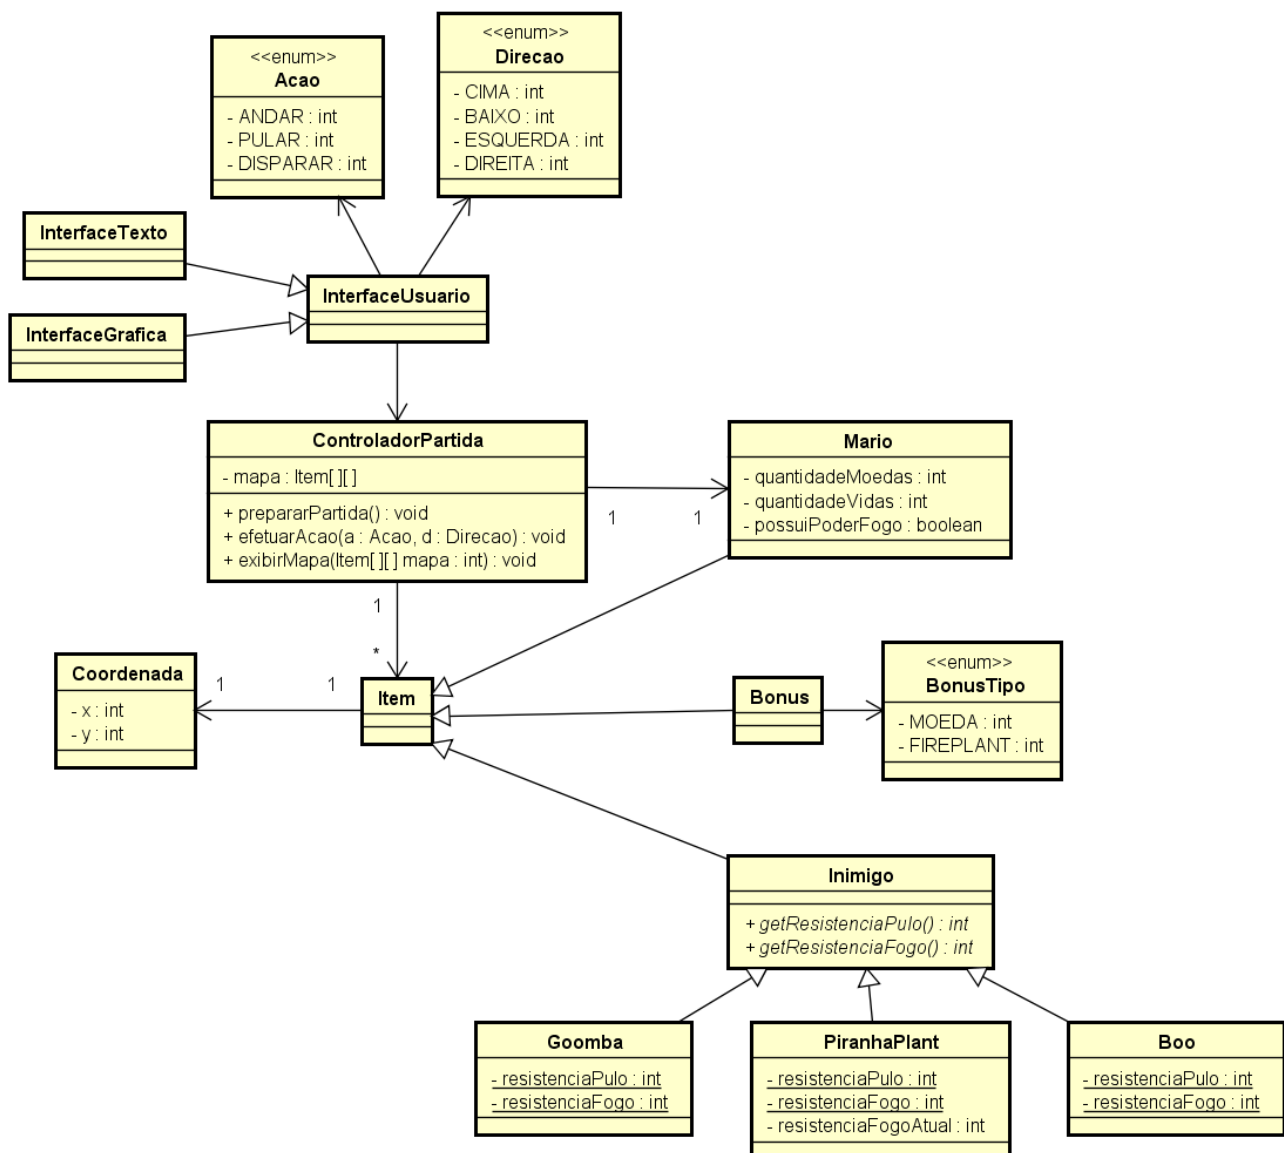 <<enum>>
Acao
- ANDAR : int
- PULAR : int
- DISPARAR : int
<<enum>>
Direcao
- CIMA : int
- BAIXO : int
- ESQUERDA : int
- DIREITA : int
InterfaceTexto
InterfaceGrafica
InterfaceUsuario
ControladorPartida
- mapa : Item[ ][ ]
+ prepararPartida() : void
+ efetuarAcao(a : Acao, d : Direcao) : void
+ exibirMapa(Item[ ][ ] mapa : int) : void
1
1
Mario
- quantidadeMoedas : int
- quantidadeVidas : int
- possuiPoderFogo : boolean
1
*
Coordenada
- x : int
- y : int
1
1
Item
Bonus
<<enum>>
BonusTipo
- MOEDA : int
- FIREPLANT : int
Inimigo
+ getResistenciaPulo() : int
+ getResistenciaFogo() : int
Goomba
- resistenciaPulo : int
- resistenciaFogo : int
PiranhaPlant
- resistenciaPulo : int
- resistenciaFogo : int
- resistenciaFogoAtual : int
Boo
- resistenciaPulo : int
- resistenciaFogo : int